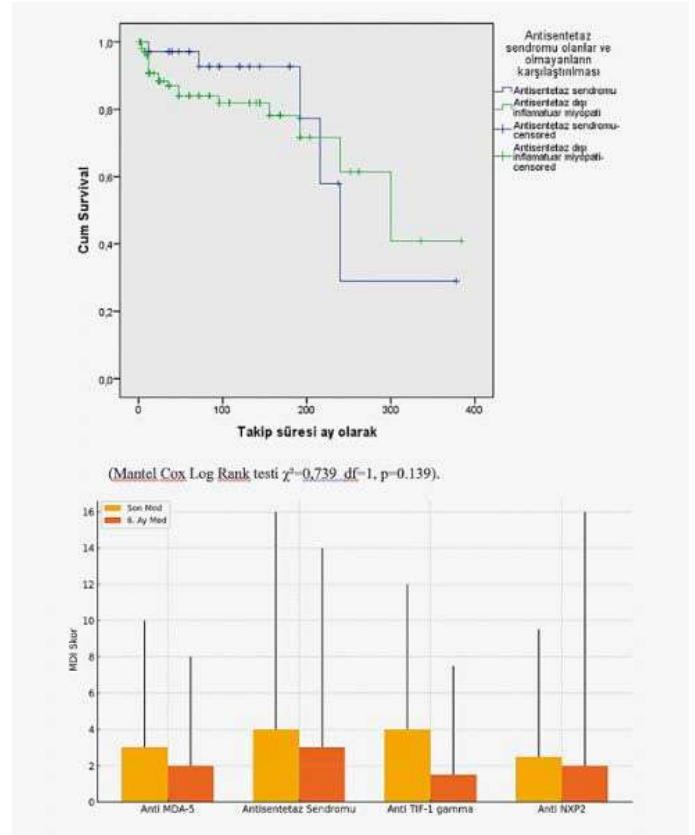 Antisentetaz
sendromu olanlar ve
olmayanların
karşılaştırılması
Antisentetaz sendromu
Antisentetaz dışı
inflamatuar miyopati
Antisentetaz sendromu-
censored
Antisentetaz dışı
inflamatuar miyopati-
censored
1,0
0,8
0,6
0,4
0,2
0,0
Cum Survival
0 100 200 300 400
Takip süresi ay olarak
(Mantel Cox Log Rank testi χ²=0,739 df=1, p=0.139).
Son Med
6. Ay Med
16
14
12
10
8
6
4
2
0
MDI Skor
Anti MDA-5 Antisentetaz Sendromu Anti TIF-1 gamma Anti NXP2